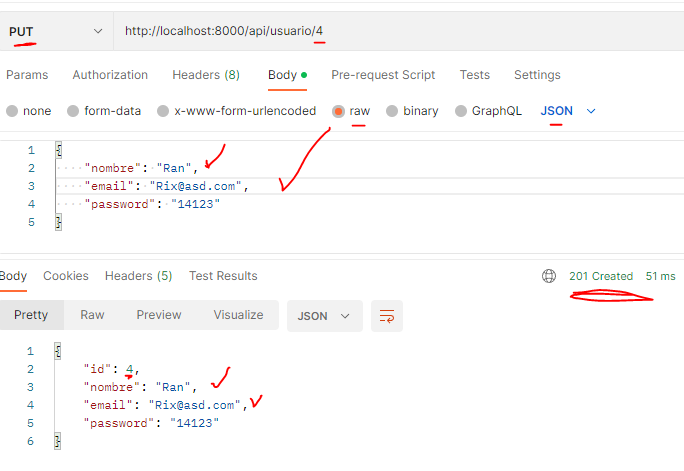 PUT http://localhost:8000/api/usuario/4
Params Authorization Headers (8) Body Pre-request Script Tests Settings
none form-data x-www-form-urlencoded raw binary GraphQL JSON
1 {
2 "nombre": "Ran",
3 "email": "Rix@asd.com",
4 "password": "14123"
5 }
Body Cookies Headers (5) Test Results 201 Created 51 ms
Pretty Raw Preview Visualize JSON
1 {
2 "id": 4,
3 "nombre": "Ran",
4 "email": "Rix@asd.com",
5 "password": "14123"
6 }